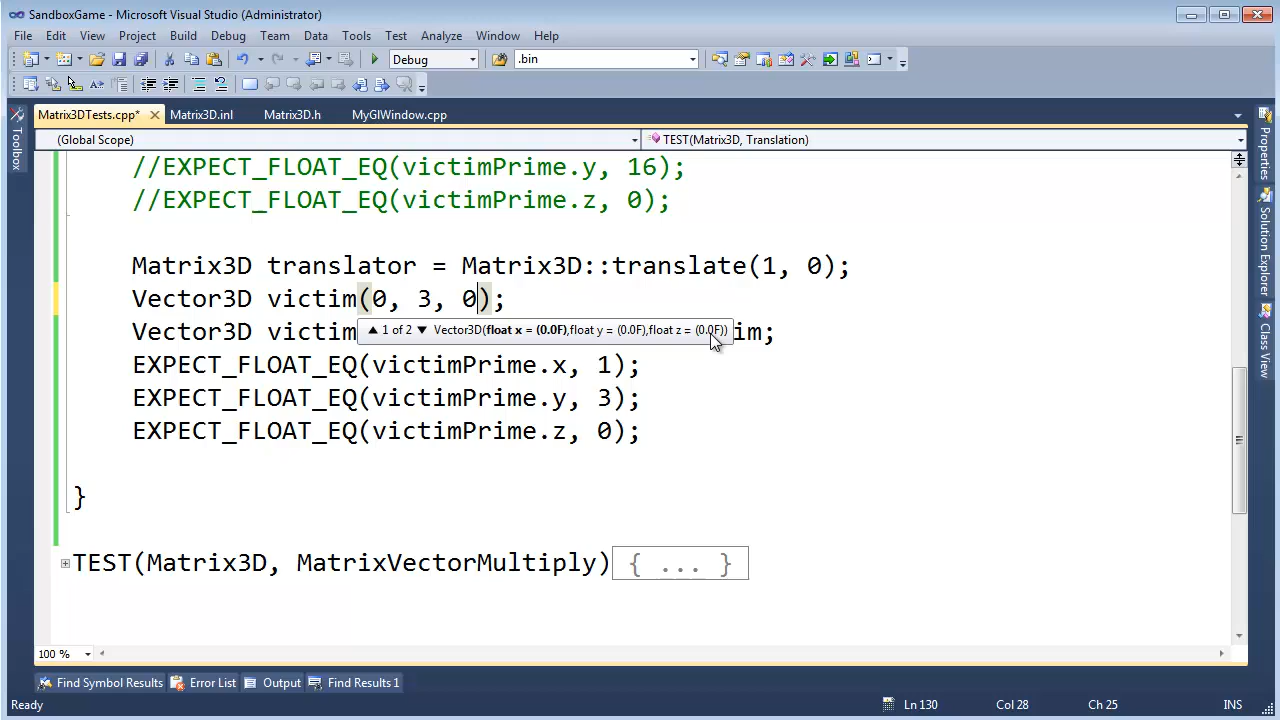 SandboxGame - Microsoft Visual Studio (Administrator)
File Edit View Project Build Debug Team Data Tools Test Analyze Window Help
Debug .bin
Matrix3DTests.cpp* Matrix3D.inl Matrix3D.h MyGlWindow.cpp
(Global Scope) TEST(Matrix3D, Translation)
Toolbox
Properties
Solution Explorer
Class View
//EXPECT_FLOAT_EQ(victimPrime.y, 16);
//EXPECT_FLOAT_EQ(victimPrime.z, 0);
Matrix3D translator = Matrix3D::translate(1, 0);
Vector3D victim(0, 3, 0);
Vector3D victim im;
1 of 2 Vector3D(float x = (0.0F),float y = (0.0F),float z = (0.0F))
EXPECT_FLOAT_EQ(victimPrime.x, 1);
EXPECT_FLOAT_EQ(victimPrime.y, 3);
EXPECT_FLOAT_EQ(victimPrime.z, 0);
}
TEST(Matrix3D, MatrixVectorMultiply){ ... }
100 %
Find Symbol Results Error List Output Find Results 1
Ready Ln 130 Col 28 Ch 25 INS